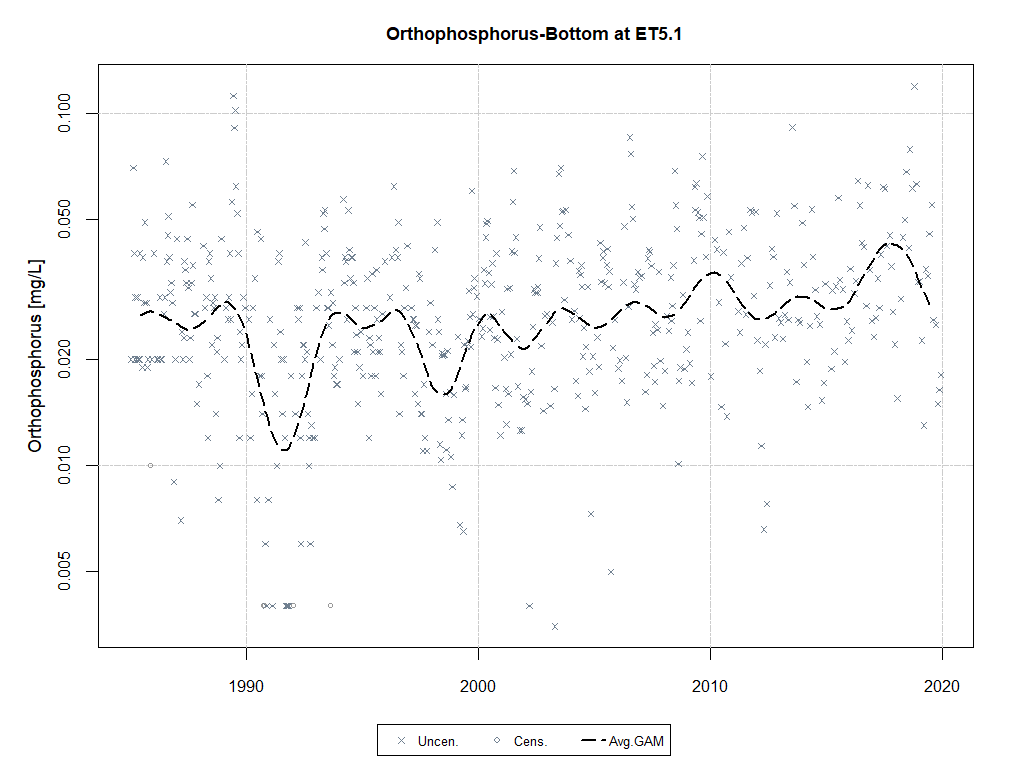 Orthophosphorus-Bottom at ET5.1
Orthophosphorus [mg/L]
0.100
0.050
0.020
0.010
0.005
1990
2000
2010
2020
Uncen.
Cens.
Avg.GAM